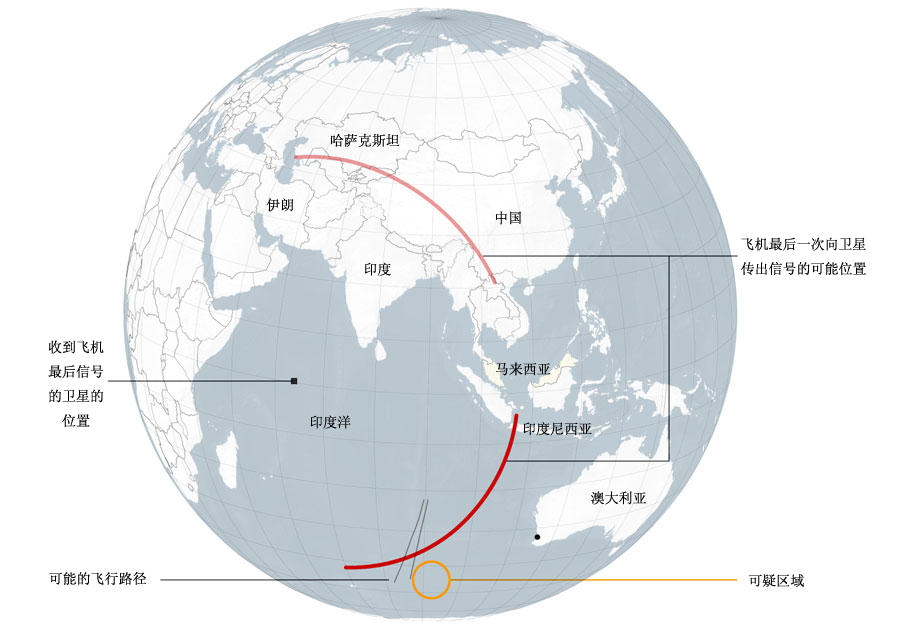 哈萨克斯坦
伊朗
中国
印度
飞机最后一次向卫星
传出信号的可能位置
收到飞机
最后信号
的卫星的
位置
马来西亚
印度洋
印度尼西亚
澳大利亚
可能的飞行路径
可疑区域